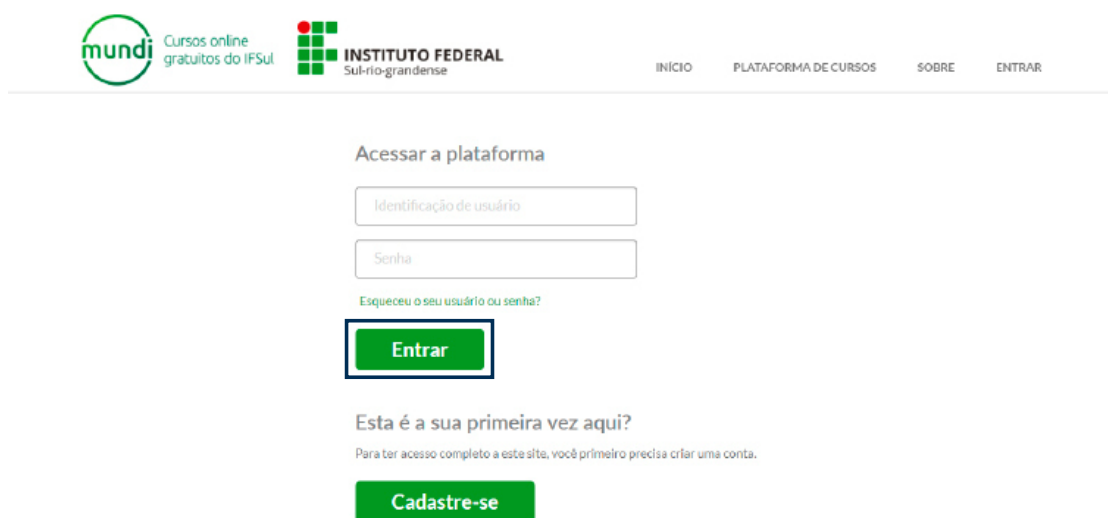 mundi
Cursos online
gratuitos do IFSul
INSTITUTO FEDERAL
Sul-rio-grandense
INÍCIO PLATAFORMA DE CURSOS SOBRE ENTRAR
Acessar a plataforma
Identificação de usuário
Senha
Esqueceu o seu usuário ou senha?
Entrar
Esta é a sua primeira vez aqui?
Para ter acesso completo a este site, você primeiro precisa criar uma conta.
Cadastre-se